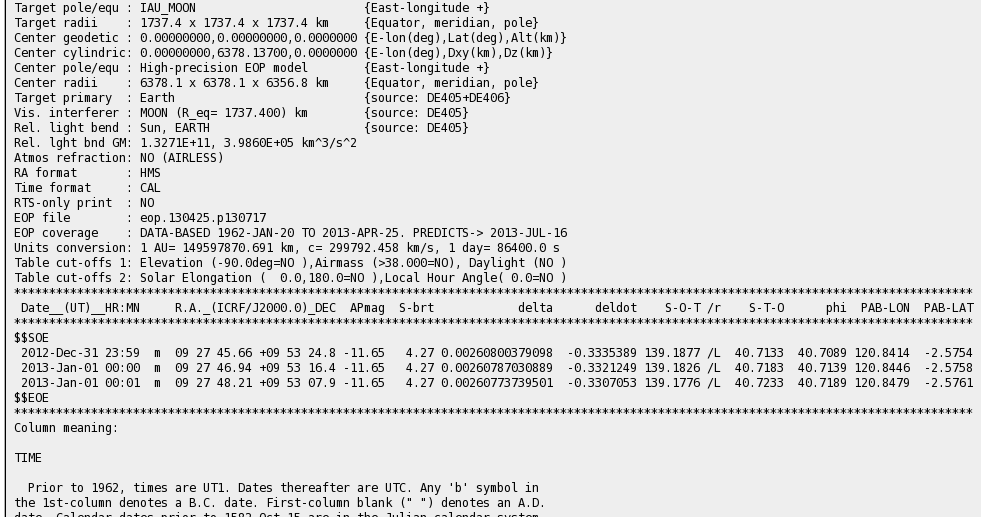 Target pole/equ : IAU_MOON                        {East-longitude +}
Target radii    : 1737.4 x 1737.4 x 1737.4 km     {Equator, meridian, pole}
Center geodetic : 0.00000000,0.00000000,0.0000000 {E-lon(deg),Lat(deg),Alt(km)}
Center cylindric: 0.00000000,6378.13700,0.0000000 {E-lon(deg),Dxy(km),Dz(km)}
Center pole/equ : High-precision EOP model        {East-longitude +}
Center radii    : 6378.1 x 6378.1 x 6356.8 km     {Equator, meridian, pole}
Target primary  : Earth                           {source: DE405+DE406}
Vis. interferer : MOON (R_eq= 1737.400) km        {source: DE405}
Rel. light bend : Sun, EARTH                      {source: DE405}
Rel. lght bnd GM: 1.3271E+11, 3.9860E+05 km^3/s^2
Atmos refraction: NO (AIRLESS)
RA format       : HMS
Time format     : CAL
RTS-only print  : NO
EOP file        : eop.130425.p130717
EOP coverage    : DATA-BASED 1962-JAN-20 TO 2013-APR-25. PREDICTS-> 2013-JUL-16
Units conversion: 1 AU= 149597870.691 km, c= 299792.458 km/s, 1 day= 86400.0 s
Table cut-offs 1: Elevation (-90.0deg=NO ),Airmass (>38.000=NO), Daylight (NO )
Table cut-offs 2: Solar Elongation (  0.0,180.0=NO ),Local Hour Angle( 0.0=NO )
*****************************************************************************************************************************************
 Date__(UT)__HR:MN     R.A._(ICRF/J2000.0)_DEC  APmag  S-brt            delta      deldot    S-O-T /r    S-T-O      phi  PAB-LON  PAB-LAT
*****************************************************************************************************************************************
$$SOE
 2012-Dec-31 23:59  m  09 27 45.66 +09 53 24.8 -11.65   4.27 0.00260800379098  -0.3335389 139.1877 /L  40.7133  40.7089 120.8414  -2.5754
 2013-Jan-01 00:00  m  09 27 46.94 +09 53 16.4 -11.65   4.27 0.00260787030889  -0.3321249 139.1826 /L  40.7183  40.7139 120.8446  -2.5758
 2013-Jan-01 00:01  m  09 27 48.21 +09 53 07.9 -11.65   4.27 0.00260773739501  -0.3307053 139.1776 /L  40.7233  40.7189 120.8479  -2.5761
$$EOE
*****************************************************************************************************************************************
Column meaning:
TIME
  Prior to 1962, times are UT1. Dates thereafter are UTC. Any 'b' symbol in
the 1st-column denotes a B.C. date. First-column blank (" ") denotes an A.D.
date. Calendar dates prior to 1582-Oct-15 are in the Julian calendar system.